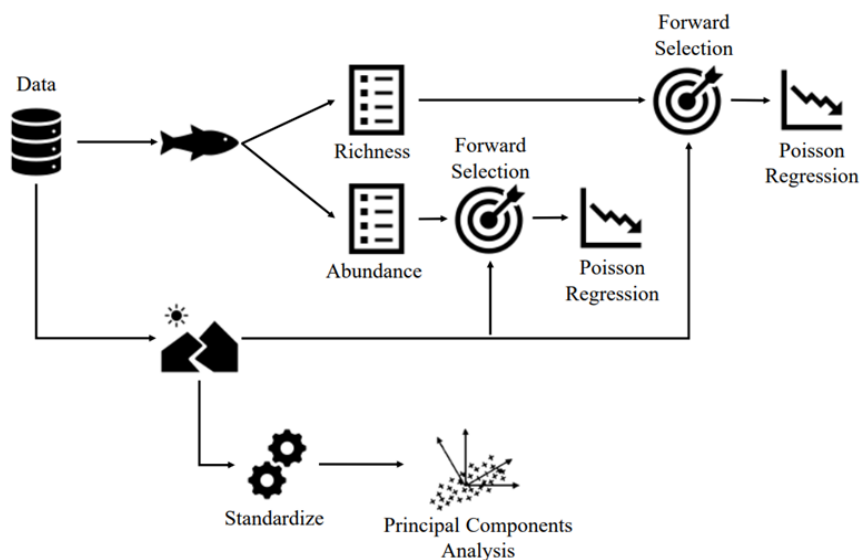 Data
Richness
Abundance
Forward
Selection
Poisson
Regression
Forward
Selection
Poisson
Regression
Standardize
Principal Components
Analysis